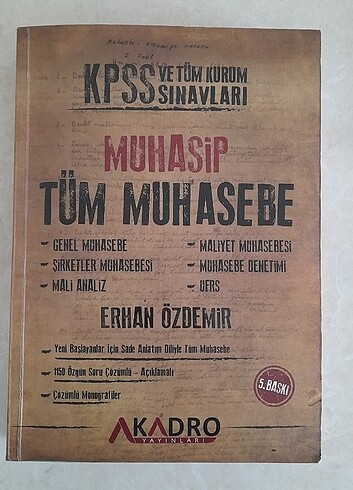 KPSS VE TÜM KURUM SINAVLARI
MUHASİP
TÜM MUHASEBE
GENEL MUHASEBE
ŞİRKETLER MUHASEBESİ
MALİ ANALİZ
MALİYET MUHASEBESİ
MUHASEBE DENETİMİ
UFRS
ERHAN ÖZDEMİR
Yeni Başlayanlar İçin Sade Anlatım Diliyle Tüm Muhasebe
1150 Özgün Soru Çözümlü - Açıklamalı
Çözümlü Monografiler
5. BASKI
AKADRO
YAYINLARI